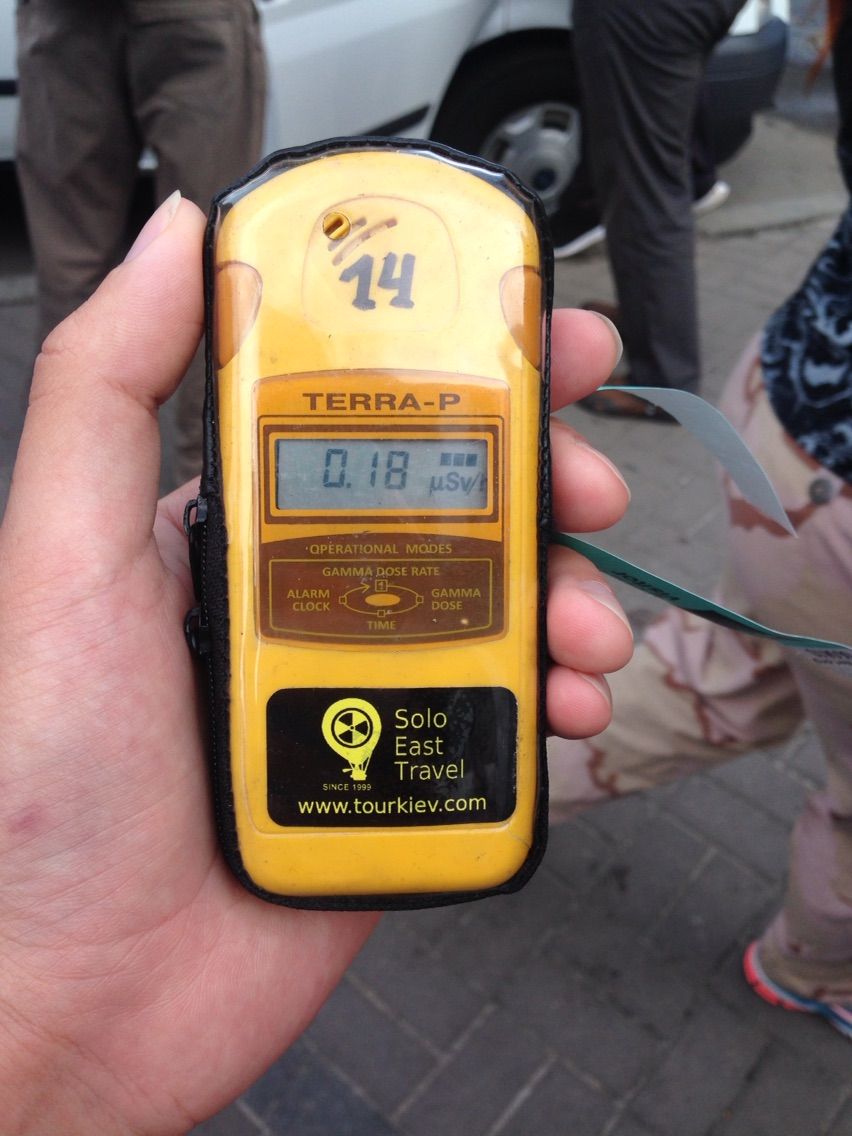 14
TERRA-P
0.18 µSv/h
OPERATIONAL MODES
GAMMA DOSE RATE
1
ALARM CLOCK
GAMMA DOSE
TIME
Solo
East
Travel
SINCE 1999
www.tourkiev.com